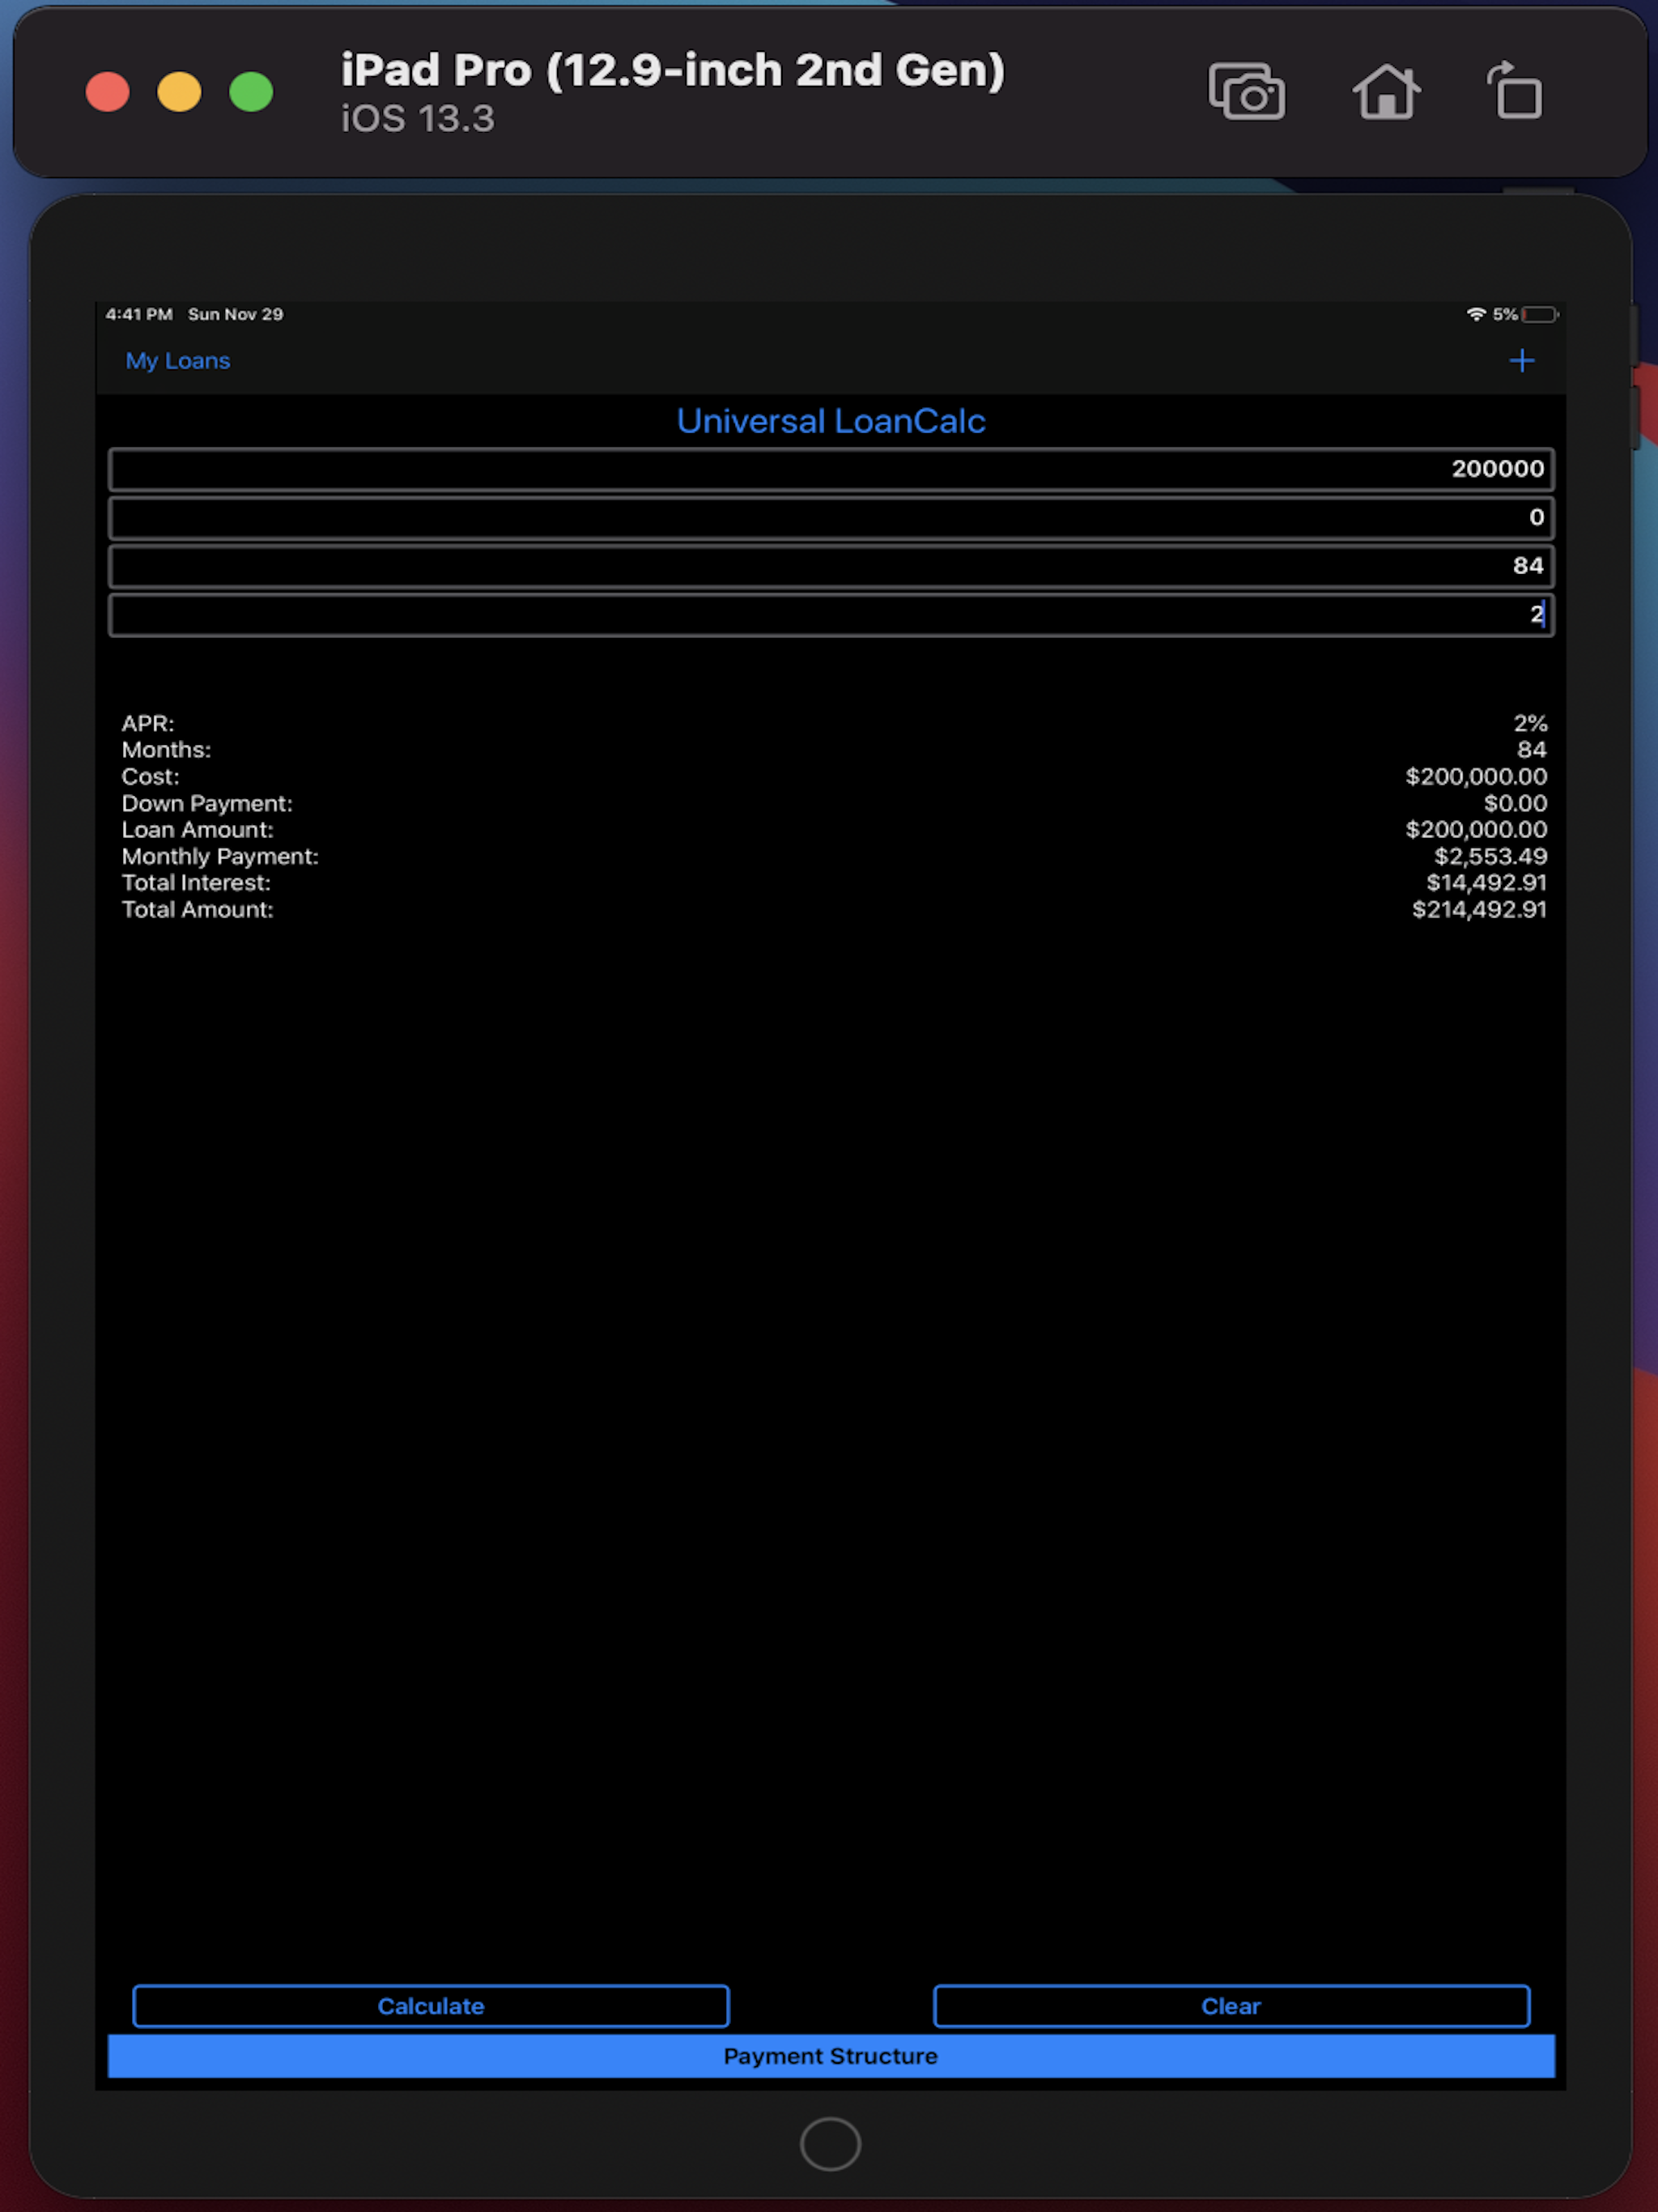 iPad Pro (12.9-inch 2nd Gen)
iOS 13.3
4:41 PM Sun Nov 29 5%
My Loans +
Universal LoanCalc
200000
0
84
2
APR: 2%
Months: 84
Cost: $200,000.00
Down Payment: $0.00
Loan Amount: $200,000.00
Monthly Payment: $2,553.49
Total Interest: $14,492.91
Total Amount: $214,492.91
Calculate Clear
Payment Structure